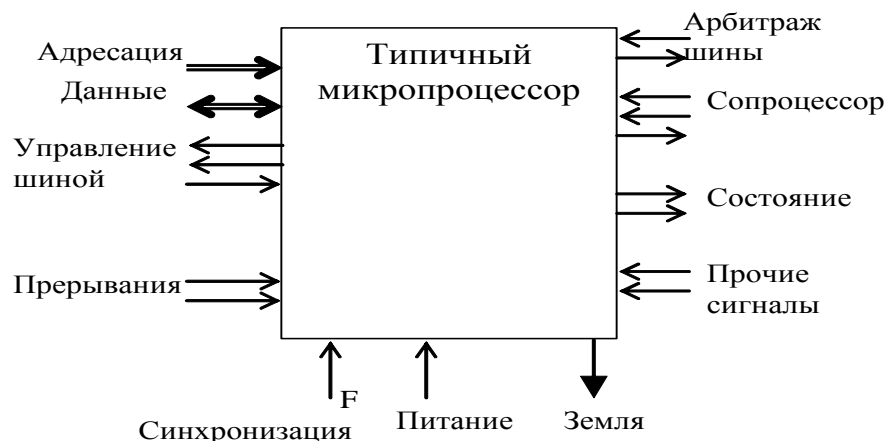 Адресация
Данные
Управление
шиной
Прерывания
Типичный
микропроцессор
Арбитраж
шины
Сопроцессор
Состояние
Прочие
сигналы
F
Синхронизация
Питание
Земля